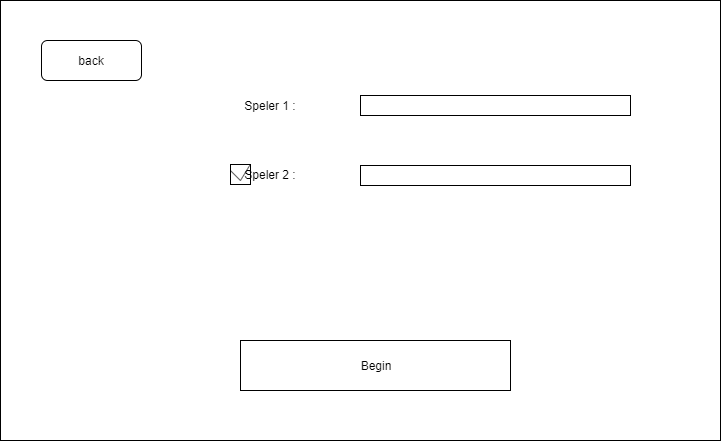 back
Speler 1 :
Speler 2 :
Begin